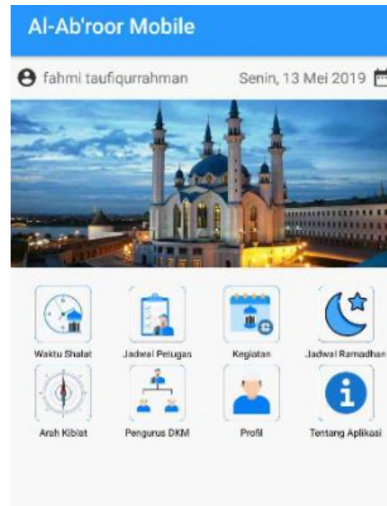 Al-Ab'roor Mobile
fahmi taufiqurrahman Senin, 13 Mei 2019
Waktu Shalat Jadwal Petugas Kegiatan Jadwal Ramadhan
Arah Kiblat Pengurus DKM Profil Tentang Aplikasi